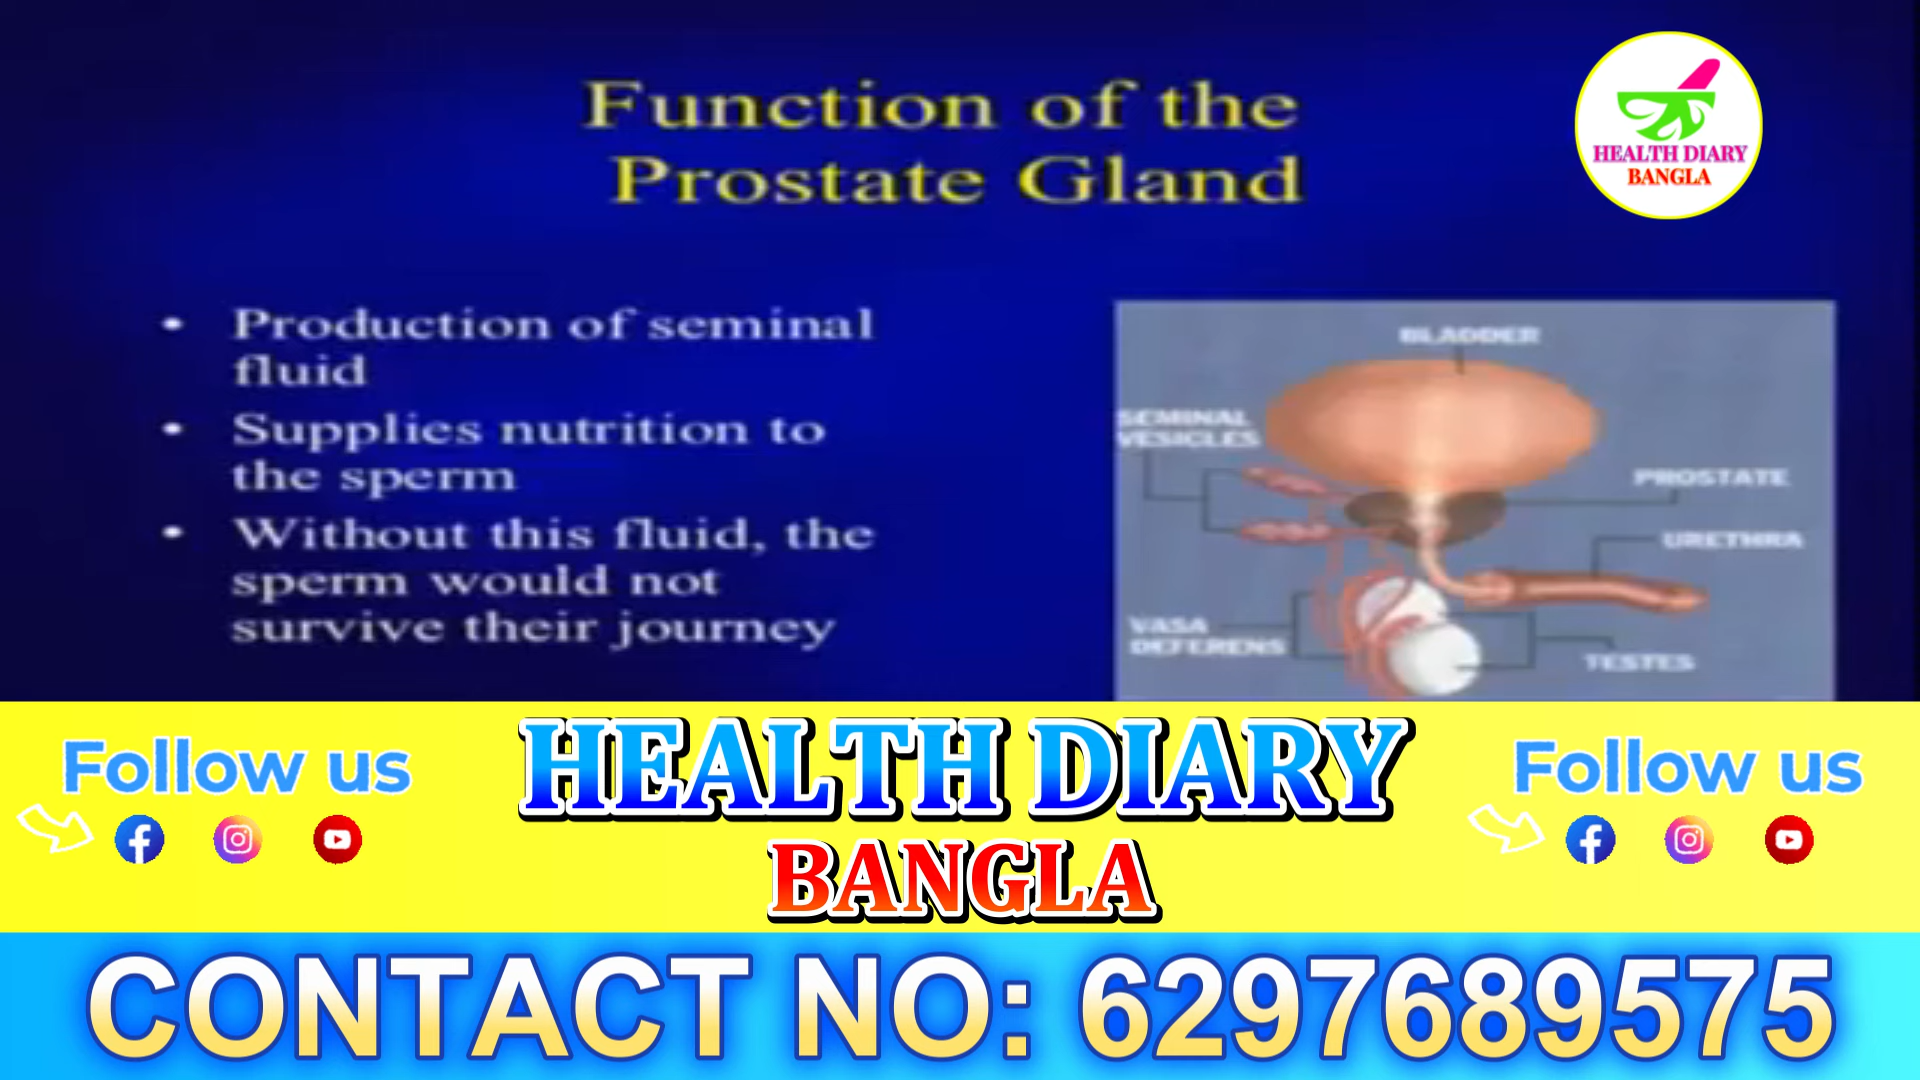 Function of the
Prostate Gland
HEALTH DIARY
BANGLA
• Production of seminal
fluid
• Supplies nutrition to
the sperm
• Without this fluid, the
sperm would not
survive their journey
BLADDER
SEMINAL
VESICLES
PROSTATE
URETHRA
VASA
DEFERENS
TESTES
Follow us
HEALTH DIARY
BANGLA
Follow us
CONTACT NO: 6297689575